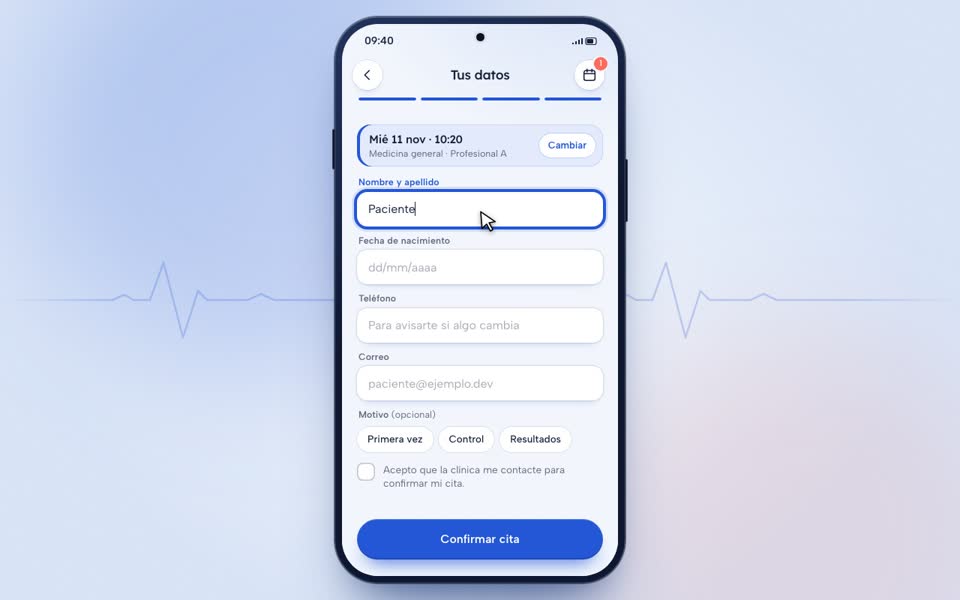 09:40
Tus datos
1
Mié 11 nov · 10:20
Medicina general · Profesional A
Cambiar
Nombre y apellido
Paciente
Fecha de nacimiento
dd/mm/aaaa
Teléfono
Para avisarte si algo cambia
Correo
paciente@ejemplo.dev
Motivo (opcional)
Primera vez
Control
Resultados
Acepto que la clínica me contacte para
confirmar mi cita.
Confirmar cita